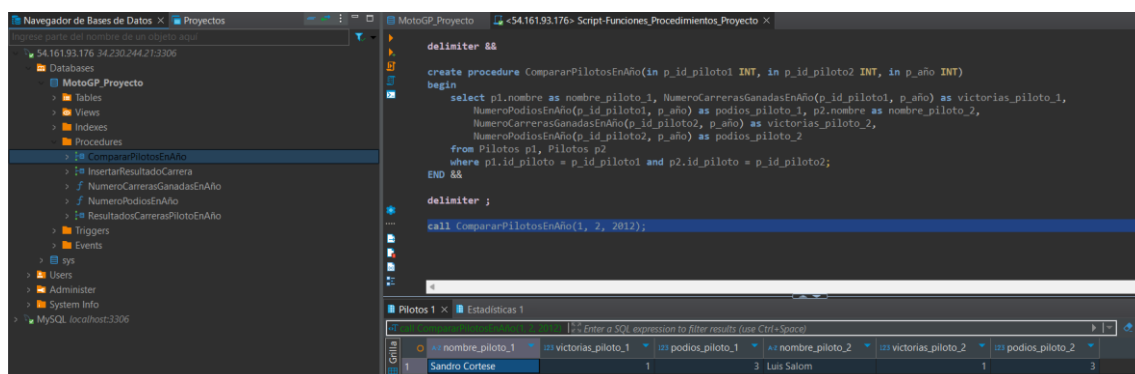 Navegador de Bases de Datos Proyectos
Ingrese parte del nombre de un objeto aquí
54.161.93.176 34.230.244.21:3306
Databases
MotoGP_Proyecto
Tables
Views
Indexes
Procedures
CompararPilotosEnAño
InsertarResultadoCarrera
NumeroCarrerasGanadasEnAño
NumeroPodiosEnAño
ResultadosCarrerasPilotoEnAño
Triggers
Events
sys
Users
Administer
System Info
MySQL localhost:3306
MotoGP_Proyecto <54.161.93.176> Script-Funciones_Procedimientos_Proyecto
delimiter &&
create procedure CompararPilotosEnAño(in p_id_piloto1 INT, in p_id_piloto2 INT, in p_año INT)
begin
select p1.nombre as nombre_piloto_1, NumeroCarrerasGanadasEnAño(p_id_piloto1, p_año) as victorias_piloto_1,
NumeroPodiosEnAño(p_id_piloto1, p_año) as podios_piloto_1, p2.nombre as nombre_piloto_2,
NumeroCarrerasGanadasEnAño(p_id_piloto2, p_año) as victorias_piloto_2,
NumeroPodiosEnAño(p_id_piloto2, p_año) as podios_piloto_2
from Pilotos p1, Pilotos p2
where p1.id_piloto = p_id_piloto1 and p2.id_piloto = p_id_piloto2;
END &&
delimiter ;
call CompararPilotosEnAño(1, 2, 2012);
Pilotos 1 Estadísticas 1
call CompararPilotosEnAño(1, 2, 2012) Enter a SQL expression to filter results (use Ctrl+Space)
Grilla
nombre_piloto_1 123 victorias_piloto_1 123 podios_piloto_1 nombre_piloto_2 123 victorias_piloto_2 123 podios_piloto_2
1 Sandro Cortese 1 3 Luis Salom 1 3